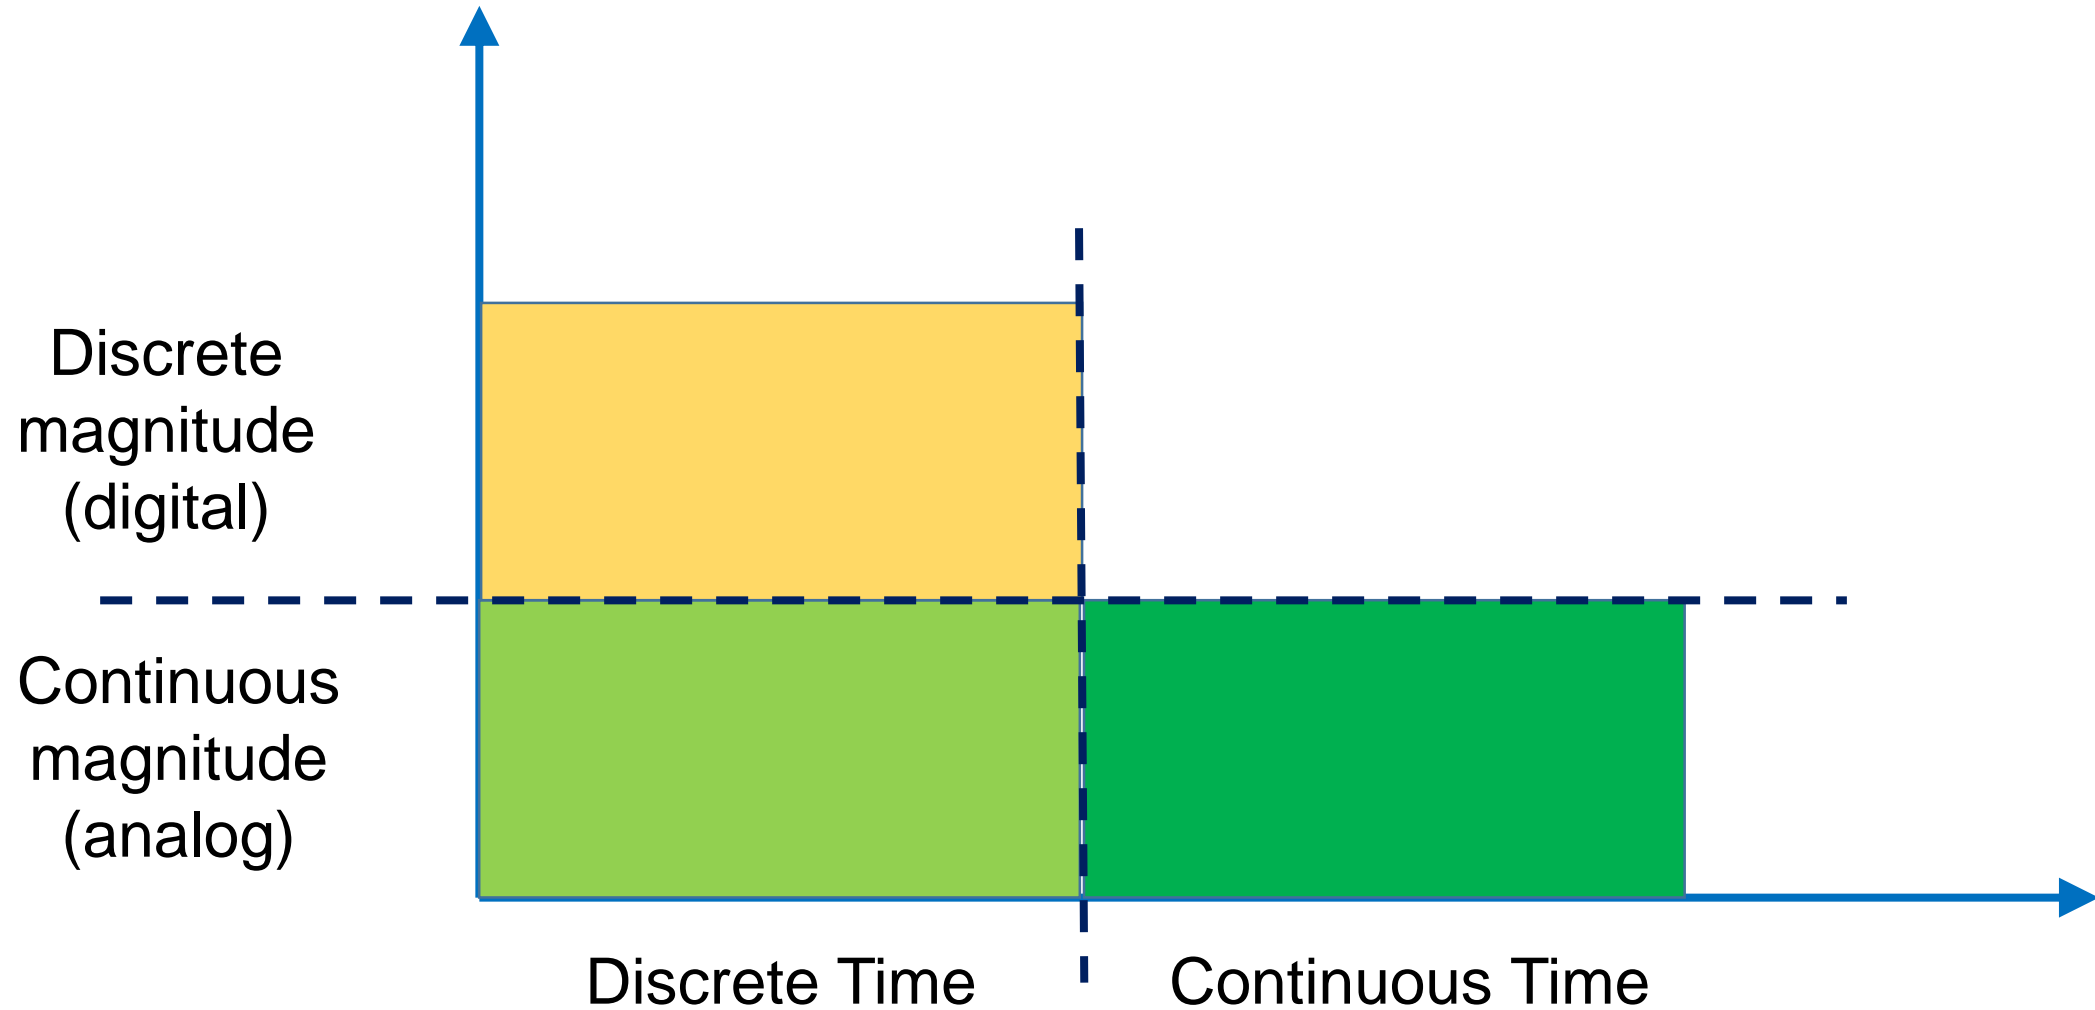 Discrete
magnitude
(digital)
Continuous
magnitude
(analog)
Discrete Time
Continuous Time